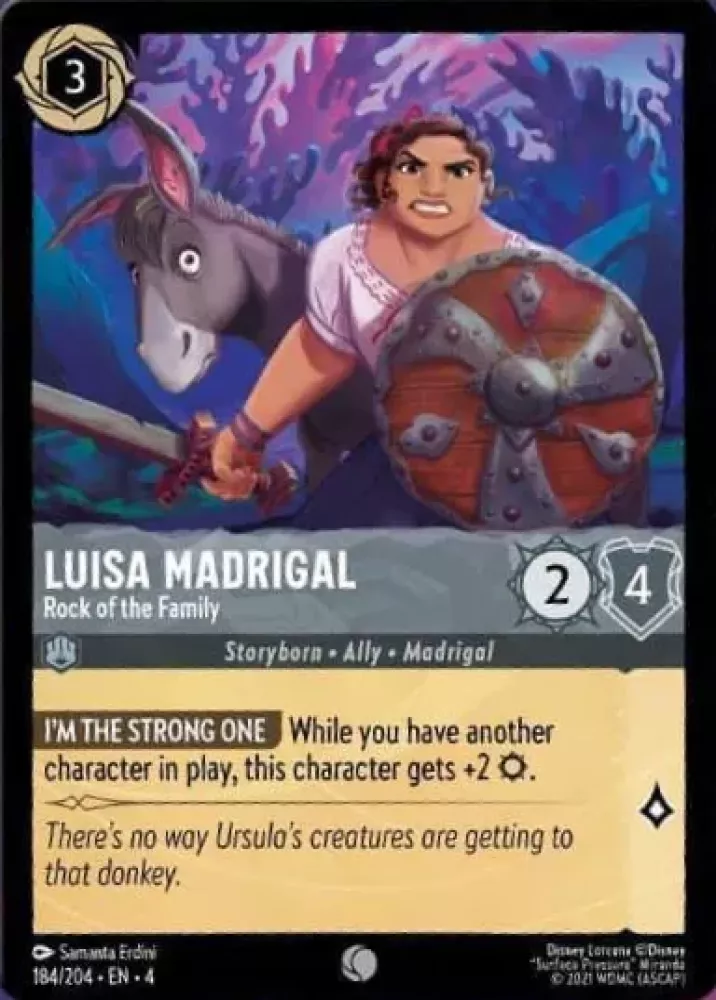 3
LUISA MADRIGAL
Rock of the Family
2
4
Storyborn • Ally • Madrigal
I'M THE STRONG ONE While you have another
character in play, this character gets +2 .
There's no way Ursula's creatures are getting to
that donkey.
Samanta Erdini
184/204 • EN • 4
Disney Lorcana ©Disney
"Surface Pressure" Miranda
© 2021 WDMC (ASCAP)